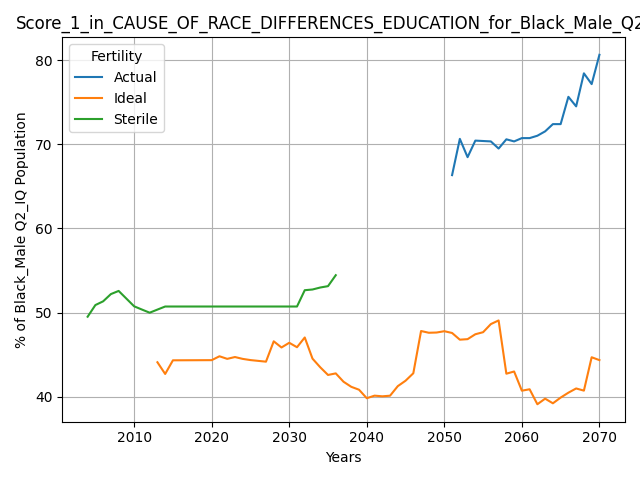 Score_1_in_CAUSE_OF_RACE_DIFFERENCES_EDUCATION_for_Black_Male_Q2
Fertility
Actual
Ideal
Sterile
% of Black_Male Q2_IQ Population
80
70
60
50
40
2010 2020 2030 2040 2050 2060 2070
Years